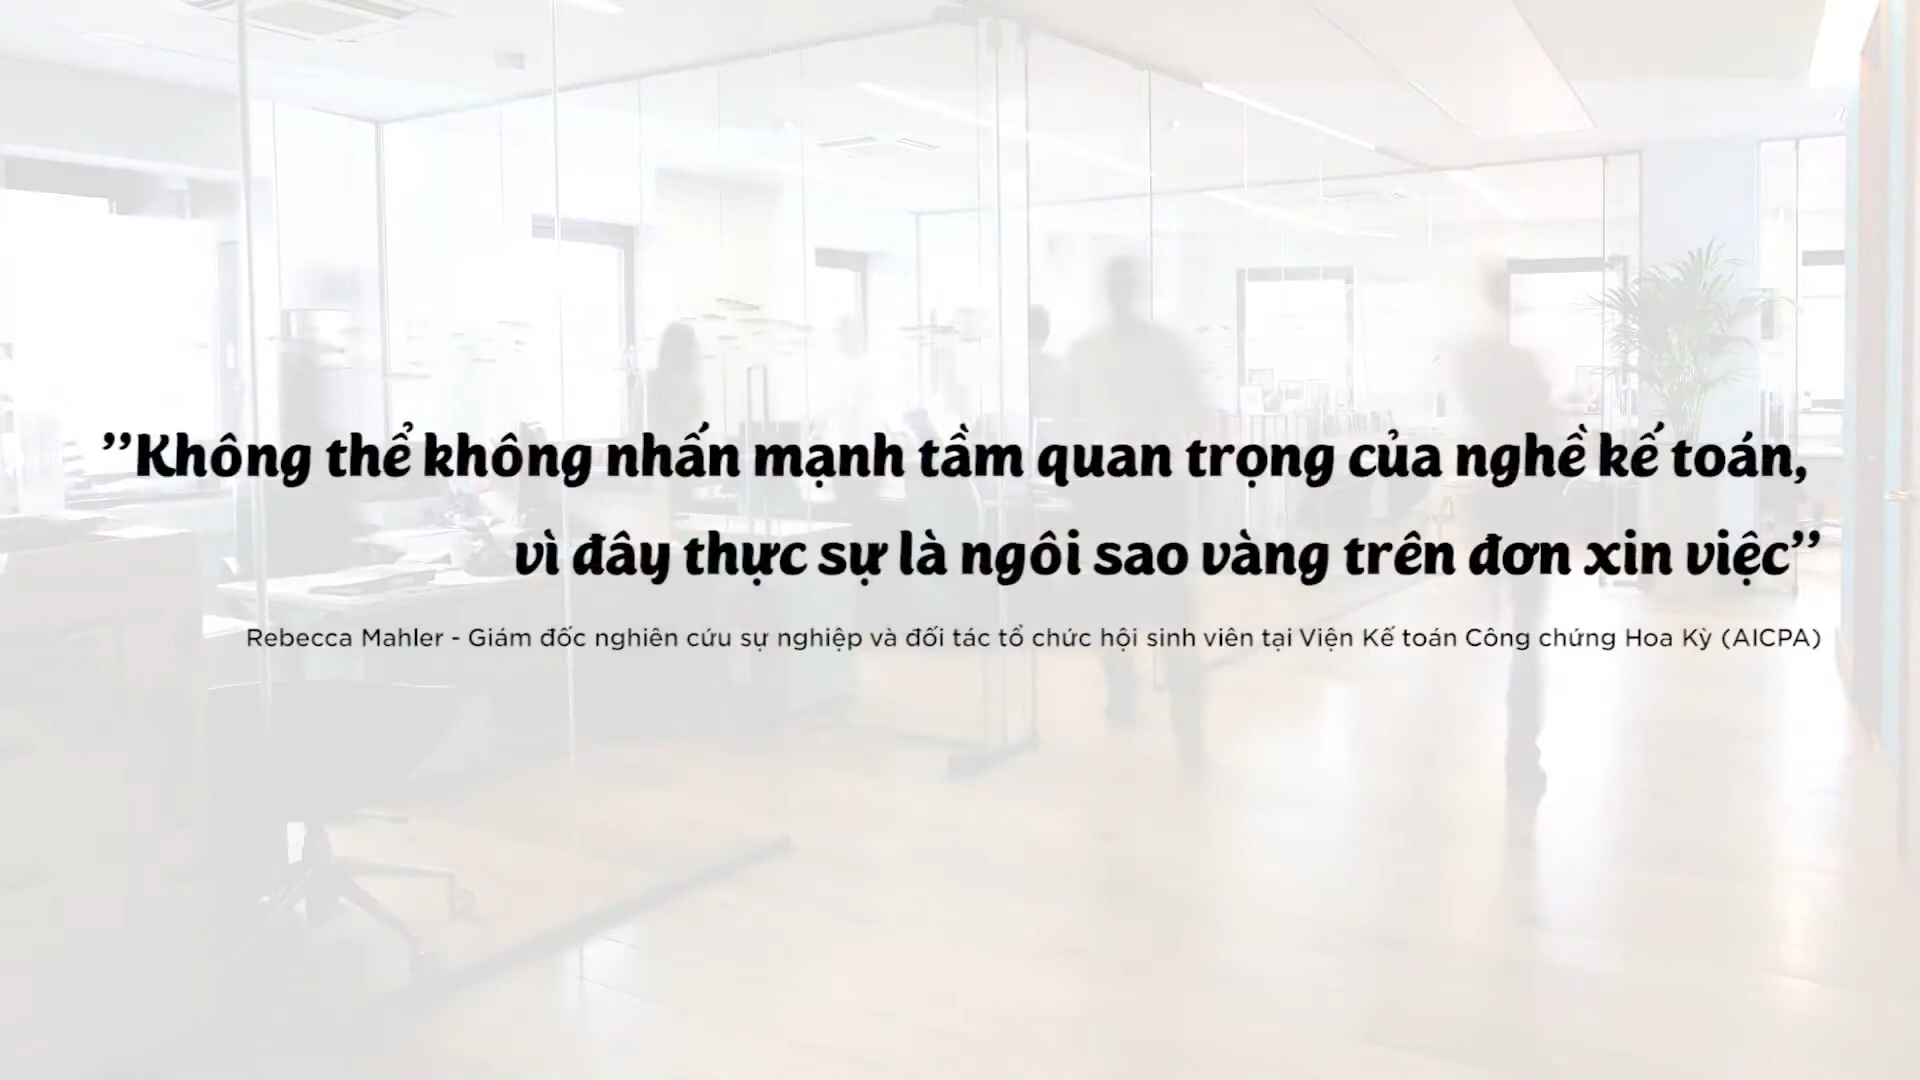 ”Không thể không nhấn mạnh tầm quan trọng của nghề kế toán,
vì đây thực sự là ngôi sao vàng trên đơn xin việc”
Rebecca Mahler - Giám đốc nghiên cứu sự nghiệp và đối tác tổ chức hội sinh viên tại Viện Kế toán Công chứng Hoa Kỳ (AICPA)